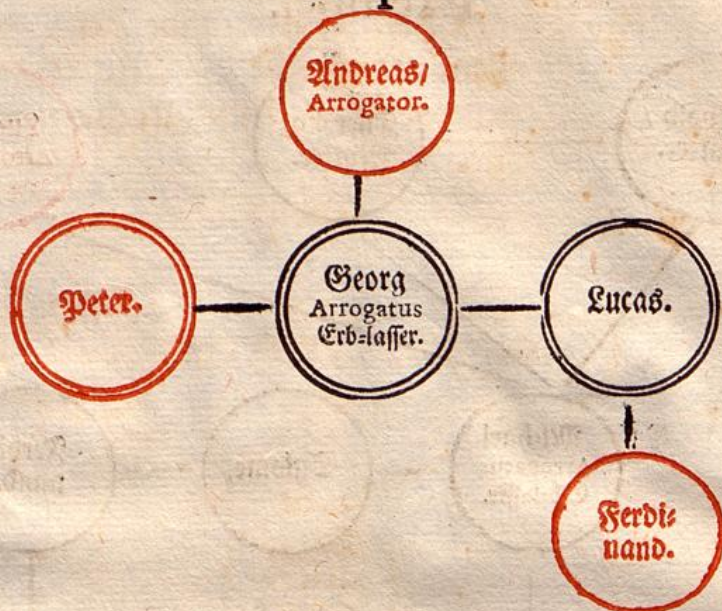 Andreas/
Arrogator.
Peter.
Georg
Arrogatus
Erb=lasser.
Lucas.
Ferdi=
nand.